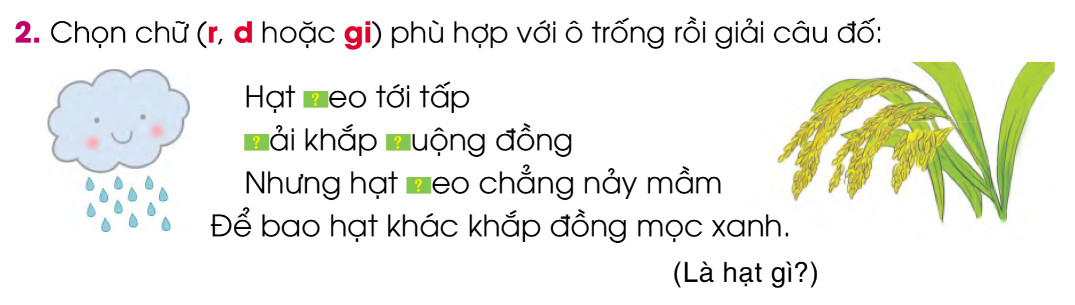 2. Chọn chữ (r, d hoặc gi) phù hợp với ô trống rồi giải câu đố:
Hạt ?eo tới tấp
?ải khắp ?uộng đồng
Nhưng hạt ?eo chẳng nảy mầm
Để bao hạt khác khắp đồng mọc xanh.
(Là hạt gì?)